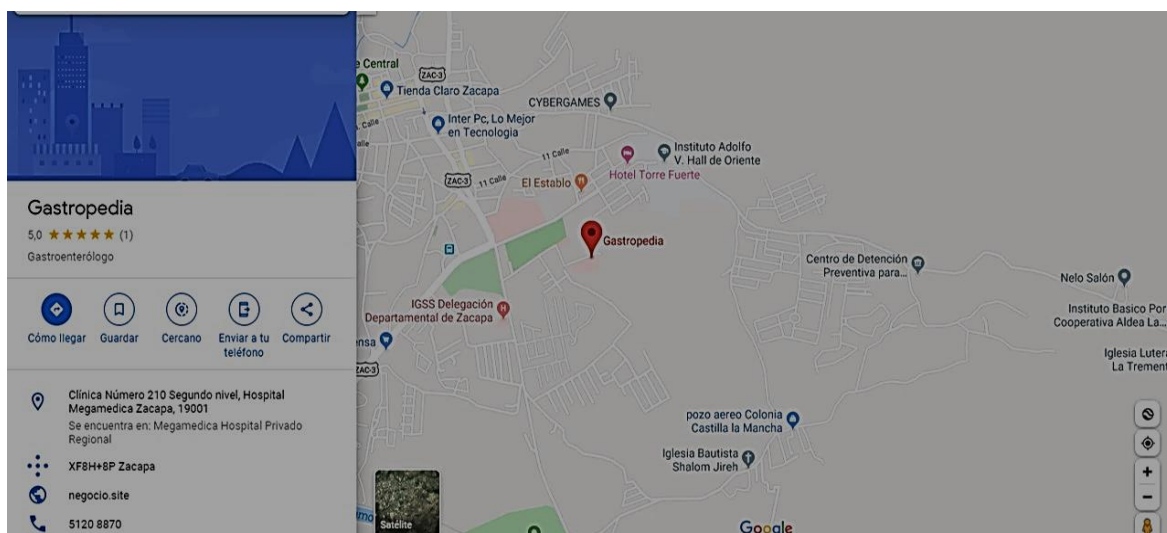 Gastropedia
5,0 ★★★★★ (1)
Gastroenterólogo
Cómo llegar
Guardar
Cercano
Enviar a tu
teléfono
Compartir
Clínica Número 210 Segundo nivel, Hospital
Megamedica Zacapa, 19001
Se encuentra en: Megamedica Hospital Privado
Regional
XF8H+8P Zacapa
negocio.site
5120 8870
Central
ZAC-3
Tienda Claro Zacapa
CYBERGAMES
Calle
Inter Pc, Lo Mejor
en Tecnologia
Instituto Adolfo
V. Hall de Oriente
11 Calle
Hotel Torre Fuerte
ZAC-3
11 Calle
El Establo
Gastropedia
Centro de Detención
Preventiva para...
Nelo Salón
IGSS Delegación
Departamental de Zacapa
Instituto Basico Por
Cooperativa Aldea La...
nsa
Iglesia Luter
La Trement
ZAC-3
pozo aereo Colonia
Castilla la Mancha
Iglesia Bautista
Shalom Jireh
Satélite
Google